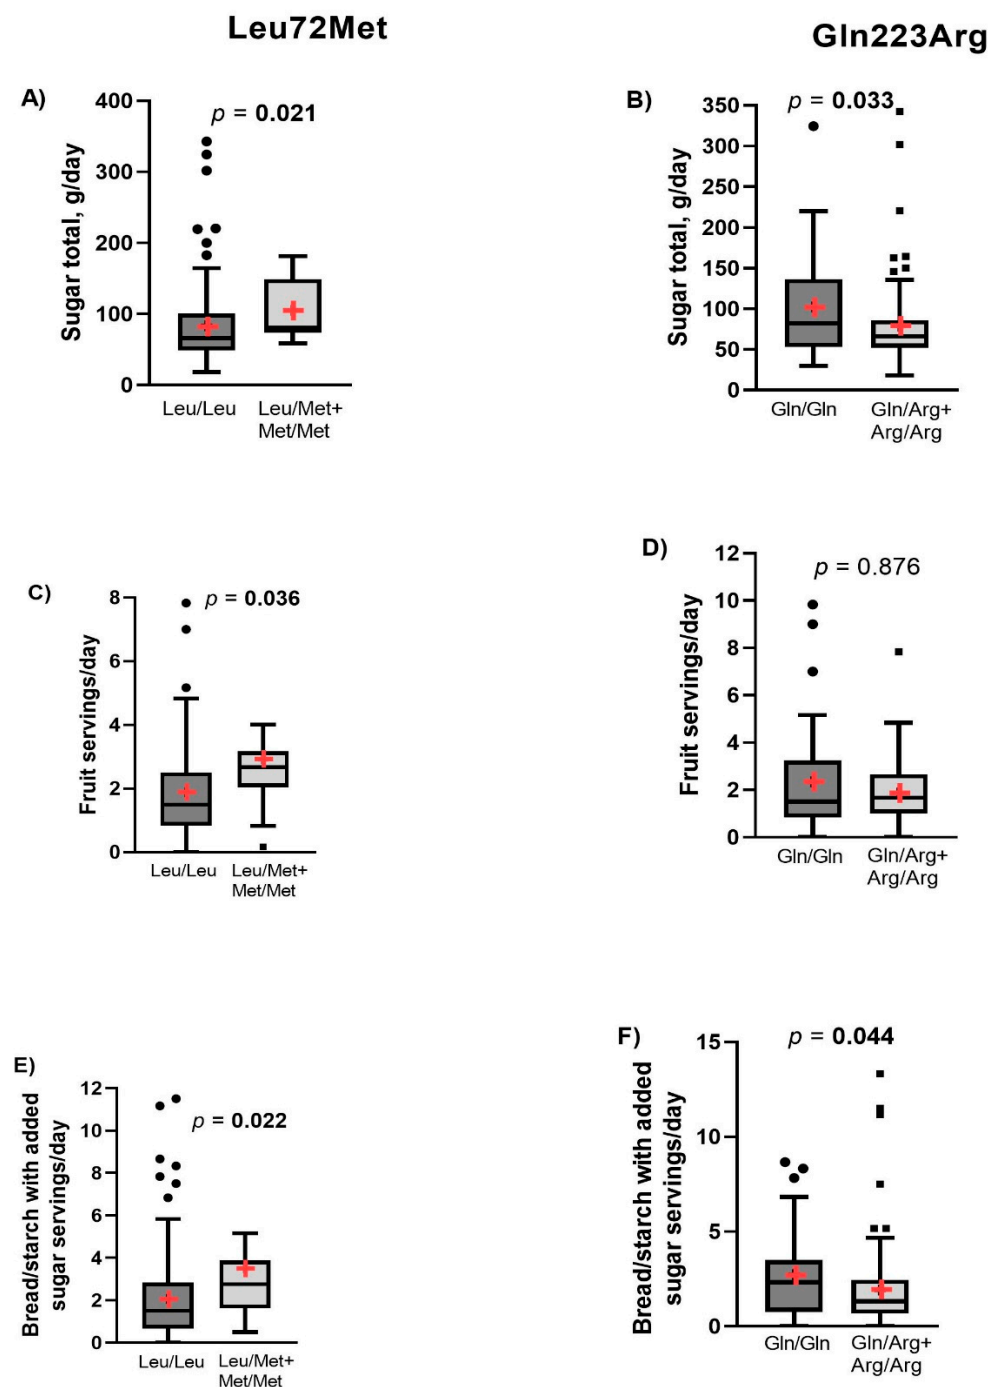 Leu72Met
Gln223Arg
A)
p = 0.021
Sugar total, g/day
400
300
200
100
0
Leu/Leu
Leu/Met+
Met/Met
B)
p = 0.033
Sugar total, g/day
350
300
250
200
150
100
50
0
Gln/Gln
Gln/Arg+
Arg/Arg
C)
p = 0.036
Fruit servings/day
8
6
4
2
0
Leu/Leu
Leu/Met+
Met/Met
D)
p = 0.876
Fruit servings/day
12
10
8
6
4
2
0
Gln/Gln
Gln/Arg+
Arg/Arg
E)
p = 0.022
Bread/starch with added
sugar servings/day
12
10
8
6
4
2
0
Leu/Leu
Leu/Met+
Met/Met
F)
p = 0.044
Bread/starch with added
sugar servings/day
15
10
5
0
Gln/Gln
Gln/Arg+
Arg/Arg